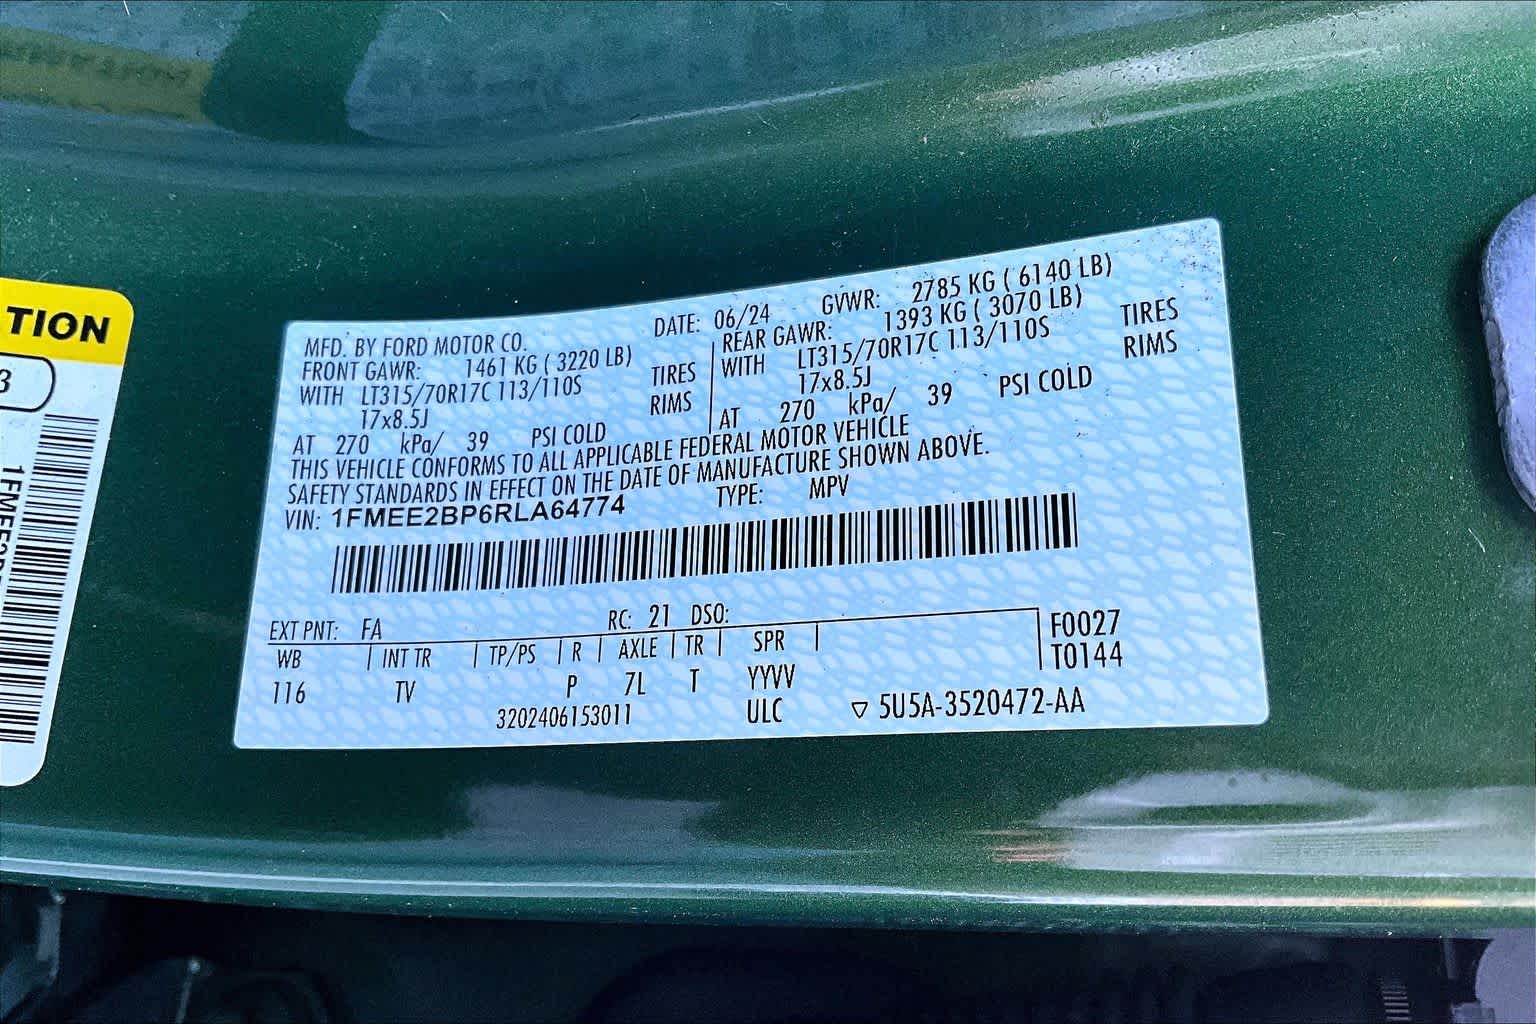 TION
3
MFD. BY FORD MOTOR CO.
DATE: 06/24 GVWR: 2785 KG ( 6140 LB)
FRONT GAWR: 1461 KG ( 3220 LB)
WITH LT315/70R17C 113/110S TIRES
17x8.5J RIMS
AT 270 kPa/ 39 PSI COLD
REAR GAWR: 1393 KG ( 3070 LB)
WITH LT315/70R17C 113/110S TIRES
17x8.5J RIMS
AT 270 kPa/ 39 PSI COLD
THIS VEHICLE CONFORMS TO ALL APPLICABLE FEDERAL MOTOR VEHICLE
SAFETY STANDARDS IN EFFECT ON THE DATE OF MANUFACTURE SHOWN ABOVE.
VIN: 1FMEE2BP6RLA64774 TYPE: MPV
EXT PNT: FA RC: 21 DSO:
WB | INT TR | TP/PS | R | AXLE | TR | SPR |
116 TV P 7L T YYVV
F0027
T0144
3202406153011 ULC ▽ 5U5A-3520472-AA